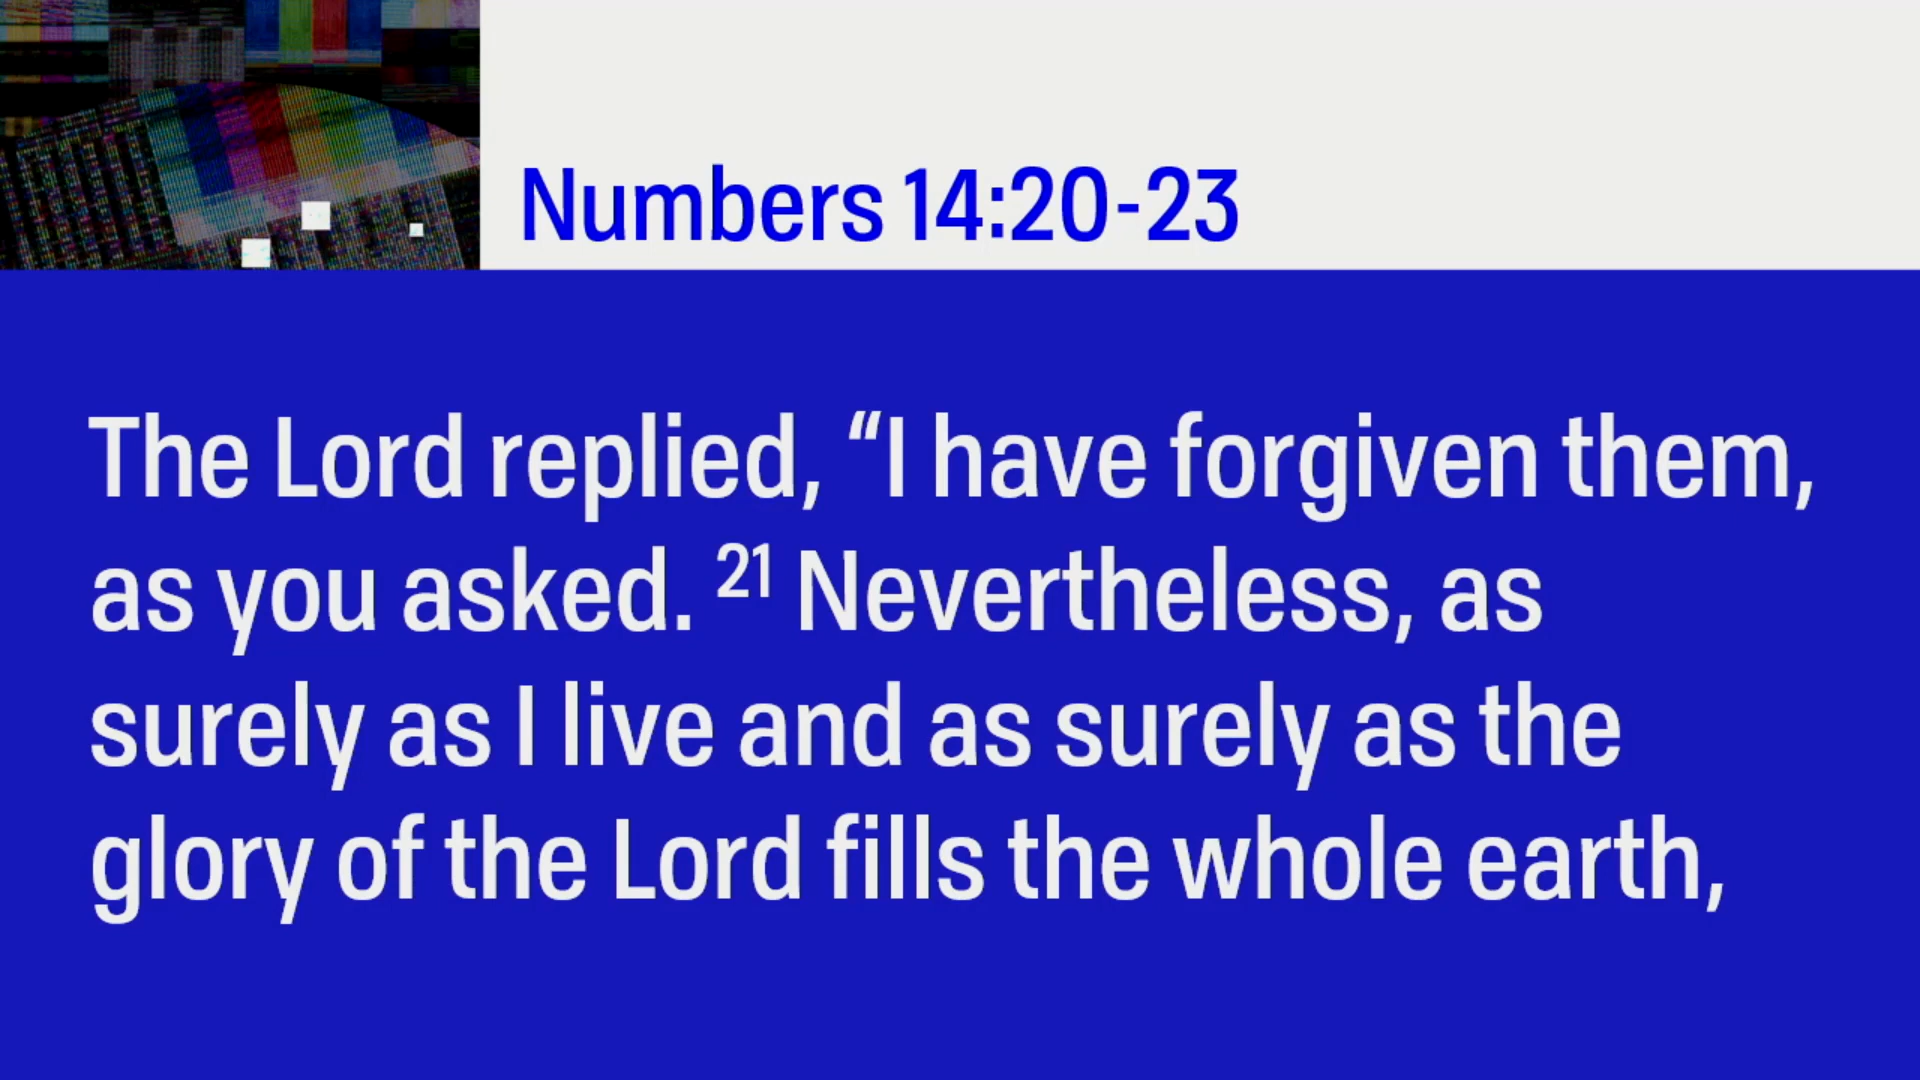 Numbers 14:20-23
The Lord replied, “I have forgiven them,
as you asked. 21 Nevertheless, as
surely as I live and as surely as the
glory of the Lord fills the whole earth,